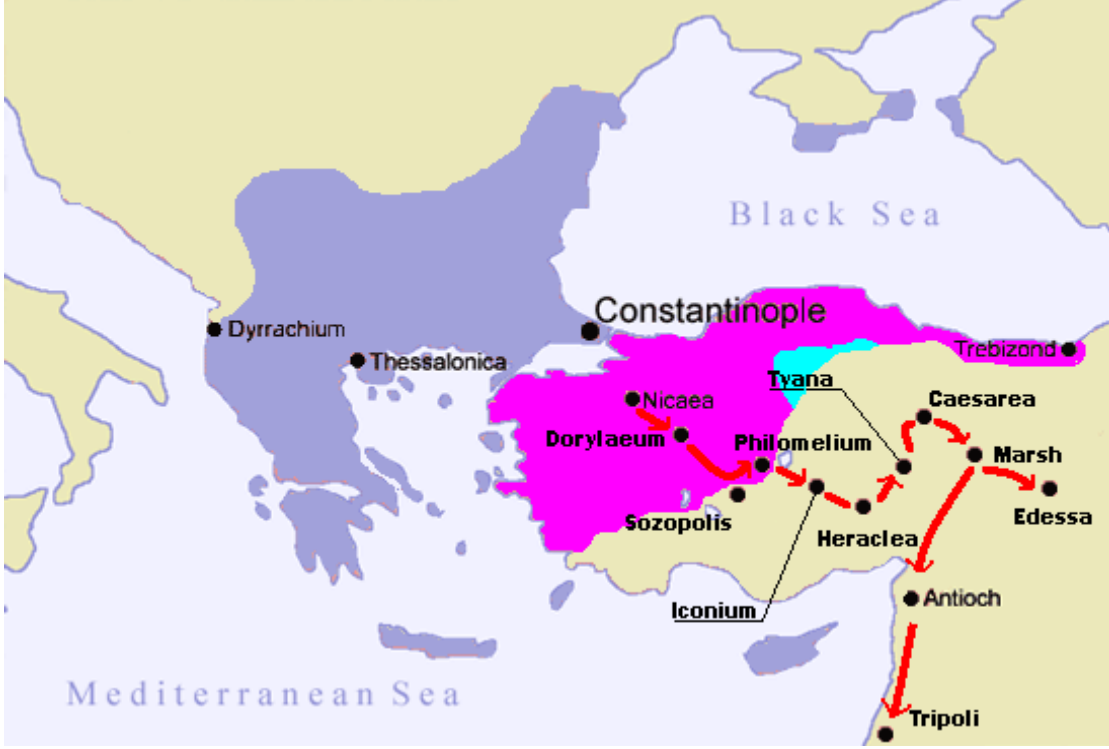 Black Sea
Constantinople
Dyrrachium
Trebizond
Thessalonica
Tyana
Nicaea
Caesarea
Dorylaeum
Philomelium
Marsh
Sozopolis
Edessa
Heraclea
Iconium
Antioch
Mediterranean Sea
Tripoli